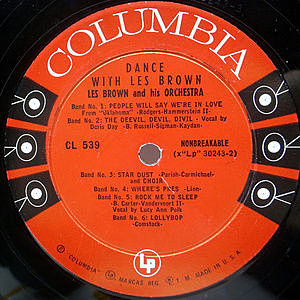 COLUMBIA
DANCE
WITH LES BROWN
LES BROWN and his ORCHESTRA
Band No. 1: PEOPLE WILL SAY WE'RE IN LOVE
From "Oklahoma" -Rodgers-Hammerstein II-
Band No. 2: THE DEEVIL, DEVIL, DIVIL - Vocal by
Doris Day -B. Russell-Sigman-Kaydan-
CL 539
NONBREAKABLE
(x"Lp" 30243-2)
Band No. 3: STAR DUST -Parish-Carmichael-
and CHOIR
Band No. 4: WHERE'S PRES -Linn-
Band No. 5: ROCK ME TO SLEEP
-B. Carter-Vandervoort II-
Vocal by Lucy Ann Polk
Band No. 6: LOLLYBOP
-Comstock-
LP
"COLUMBIA", MARCAS REG. MADE IN U.S.A.